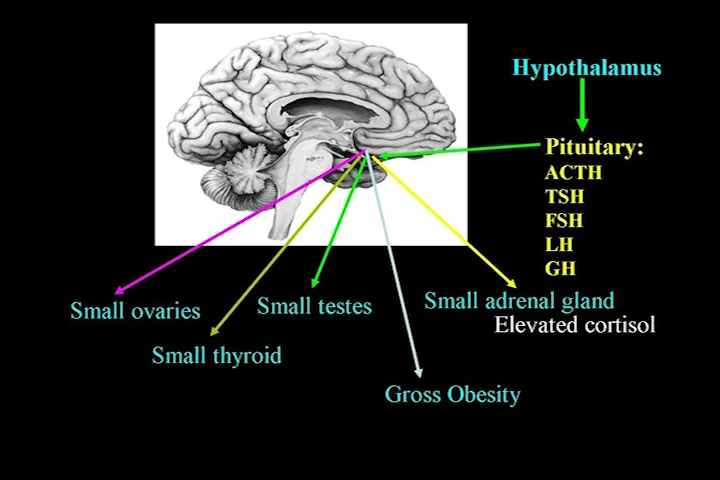 Hypothalamus
Pituitary:
ACTH
TSH
FSH
LH
GH
Small ovaries
Small testes
Small adrenal gland
Elevated cortisol
Small thyroid
Gross Obesity